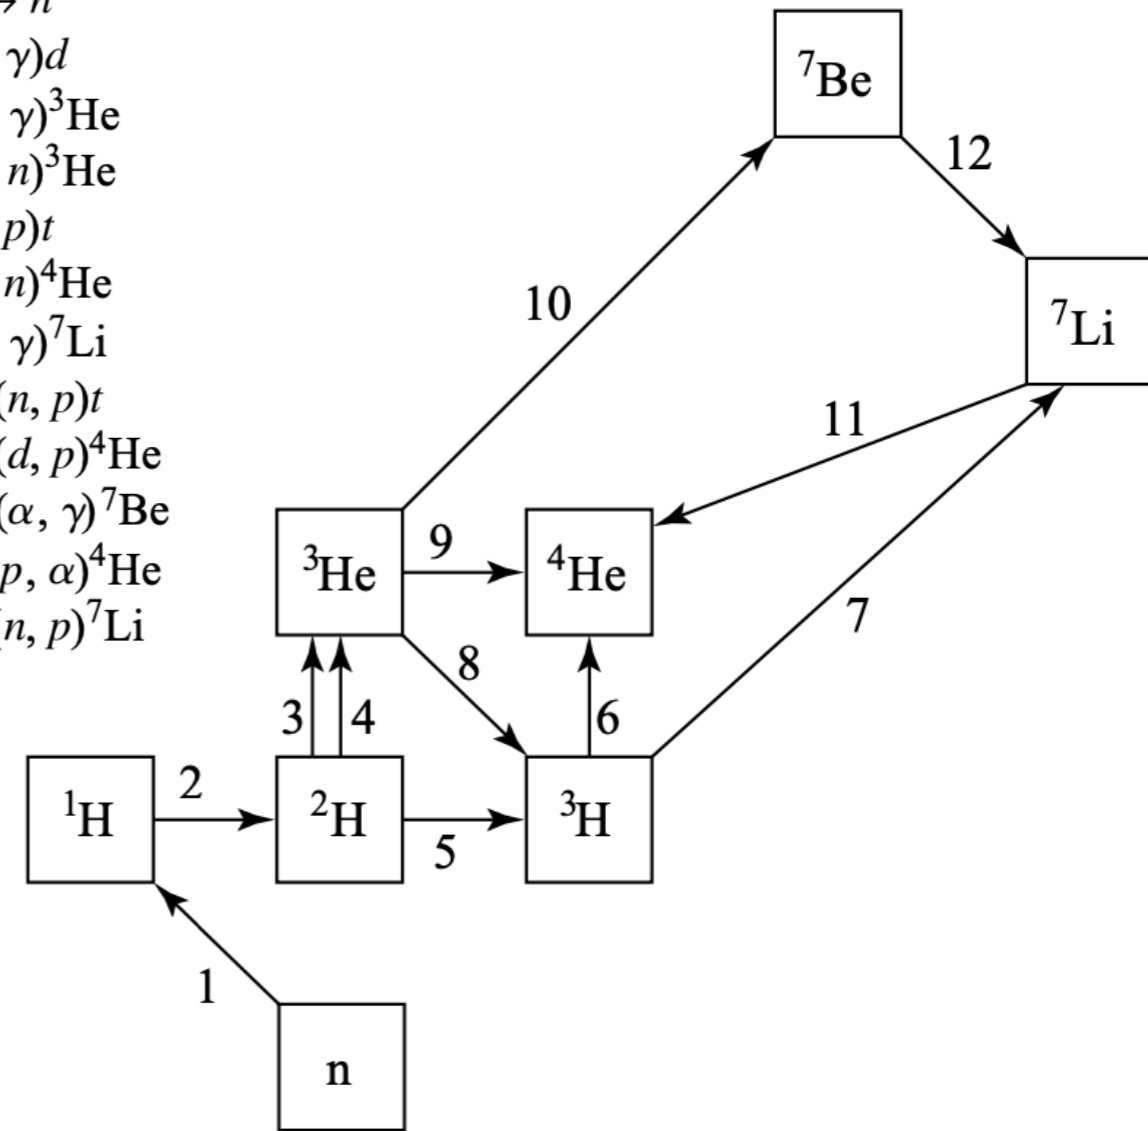 → n
γ)d
γ)³He
n)³He
p)t
n)⁴He
γ)⁷Li
(n, p)t
(d, p)⁴He
(α, γ)⁷Be
p, α)⁴He
(n, p)⁷Li
⁷Be
12
10
⁷Li
11
³He
9
⁴He
7
8
3
4
6
¹H
2
²H
5
³H
1
n